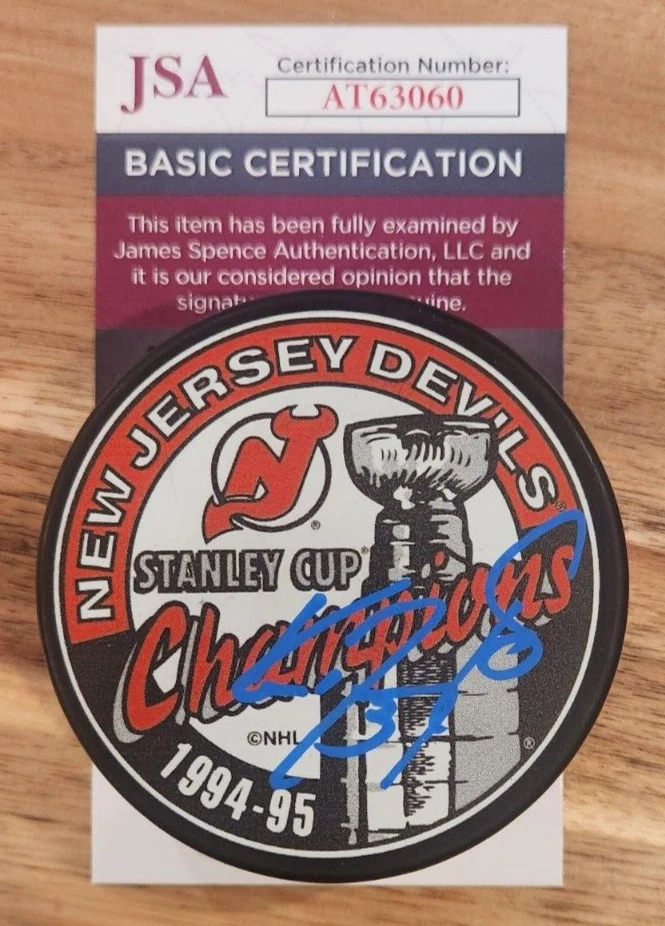 JSA
Certification Number:
AT63060
BASIC CERTIFICATION
This item has been fully examined by
James Spence Authentication, LLC and
it is our considered opinion that the
NEW JERSEY DEVILS®
®
STANLEY CUP®
Champions
©NHL
®
1994-95